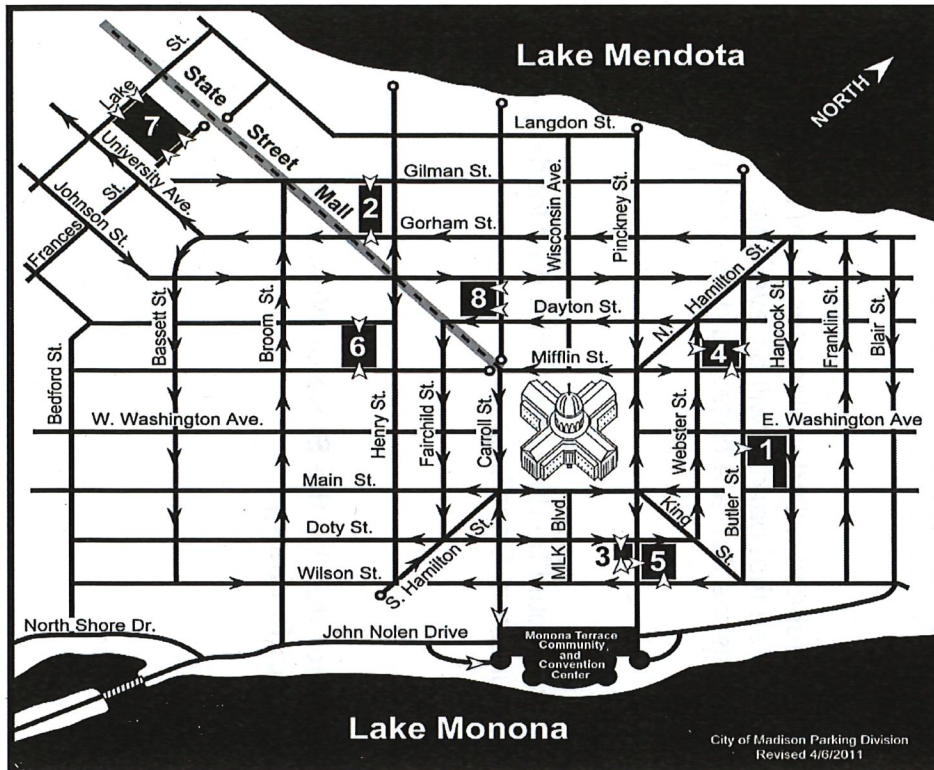 Lake Mendota
NORTH
St.
Lake
State
Street
Mall
7
Langdon St.
University Ave.
St.
Gilman St.
Wisconsin Ave.
Pinckney St.
2
Johnson St.
Gorham St.
Frances
N. Hamilton St.
8
Dayton St.
Bassett St.
Broom St.
Hancock St.
Franklin St.
Blair St.
6
4
Mifflin St.
Bedford St.
W. Washington Ave.
Henry St.
Fairchild St.
Carroll St.
Webster St.
E. Washington Ave
1
Main St.
Butler St.
King St.
Doty St.
S. Hamilton St.
MLK Blvd.
3
5
Wilson St.
North Shore Dr.
John Nolen Drive
Monona Terrace
Community
and
Convention
Center
Lake Monona
City of Madison Parking Division
Revised 4/6/2011